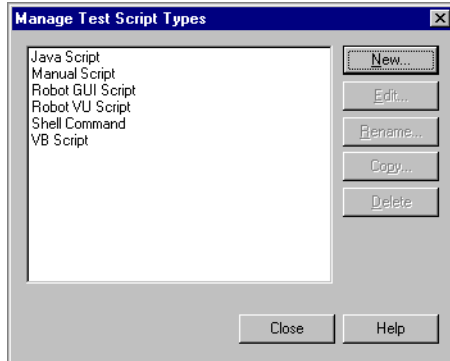 Manage Test Script Types
Java Script
Manual Script
Robot GUI Script
Robot VU Script
Shell Command
VB Script
New...
Edit...
Rename...
Copy...
Delete
Close
Help